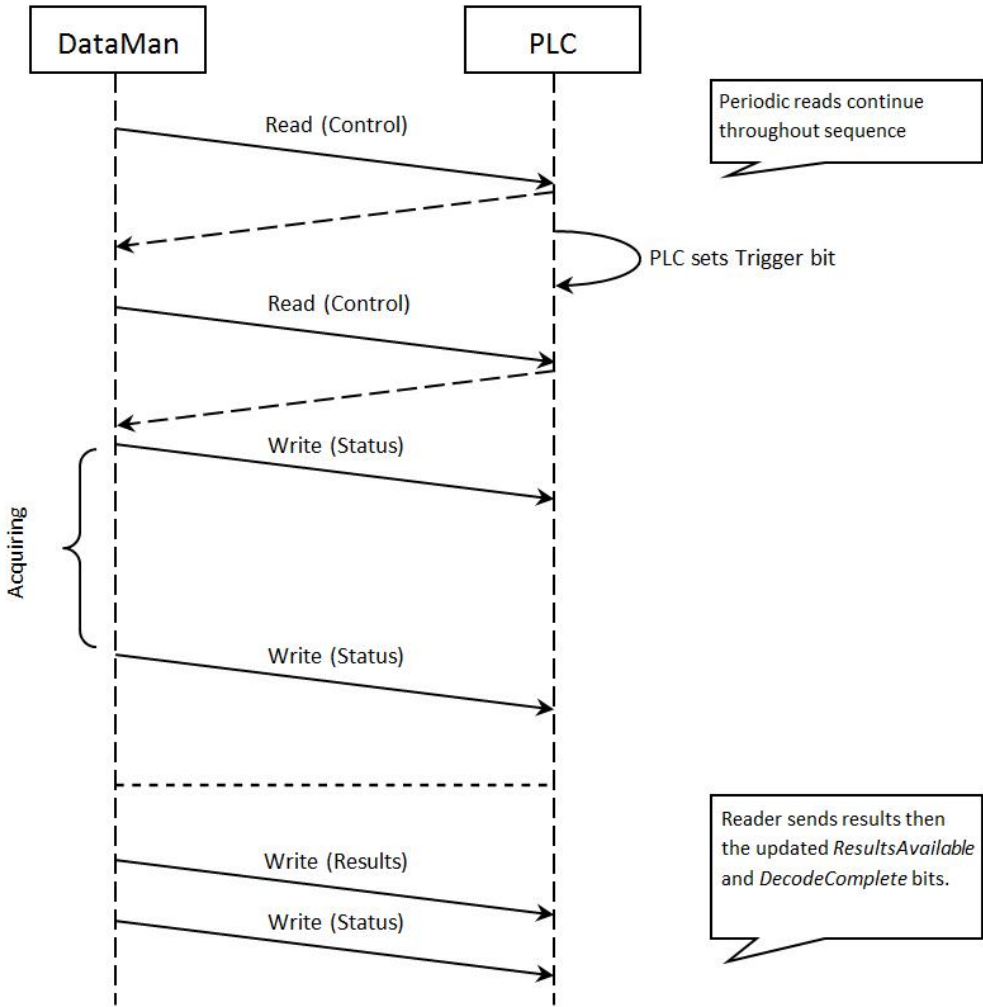 DataMan
PLC
Periodic reads continue
throughout sequence
Read (Control)
PLC sets Trigger bit
Read (Control)
Write (Status)
Acquiring
Write (Status)
Reader sends results then
the updated ResultsAvailable
and DecodeComplete bits.
Write (Results)
Write (Status)